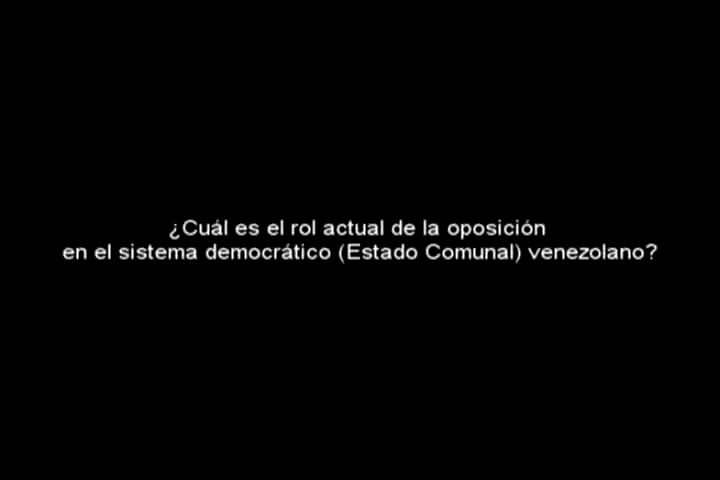 ¿Cuál es el rol actual de la oposición
en el sistema democrático (Estado Comunal) venezolano?